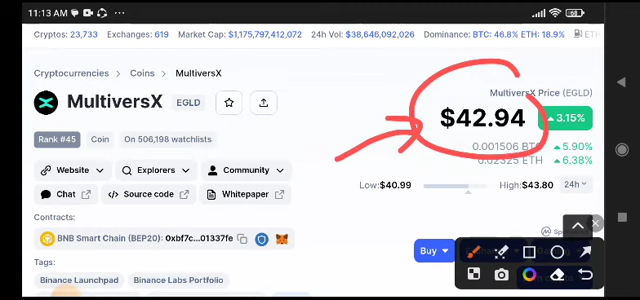 11:13 AM
Cryptos: 23,733 Exchanges: 619 Market Cap: $1,175,797,412,072 24h Vol: $38,646,092,026 Dominance: BTC: 46.8% ETH: 18.9%
Cryptocurrencies > Coins > MultiversX
MultiversX EGLD
MultiversX Price (EGLD)
$42.94 3.15%
Rank #45 Coin On 506,198 watchlists
0.001506 BTC 5.90%
0.02325 ETH 6.38%
Website Explorers Community
Low: $40.99 High: $43.80 24h
Chat Source code Whitepaper
Contracts:
BNB Smart Chain (BEP20): 0xbf7c...01337fe
Buy
Tags:
Binance Launchpad Binance Labs Portfolio